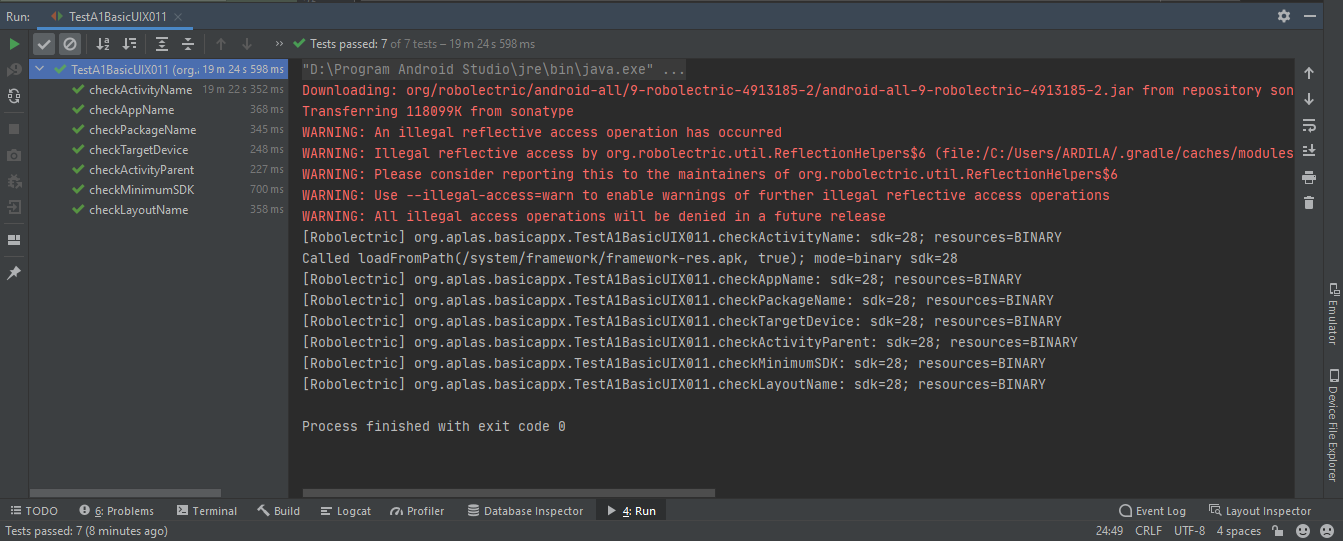 Run: TestA1BasicUIX011
Tests passed: 7 of 7 tests – 19 m 24 s 598 ms
TestA1BasicUIX011 (org. 19 m 24 s 598 ms
checkActivityName 19 m 22 s 352 ms
checkAppName 368 ms
checkPackageName 345 ms
checkTargetDevice 248 ms
checkActivityParent 227 ms
checkMinimumSDK 700 ms
checkLayoutName 358 ms
"D:\Program Android Studio\jre\bin\java.exe" ...
Downloading: org/robolectric/android-all/9-robolectric-4913185-2/android-all-9-robolectric-4913185-2.jar from repository son
Transferring 118099K from sonatype
WARNING: An illegal reflective access operation has occurred
WARNING: Illegal reflective access by org.robolectric.util.ReflectionHelpers$6 (file:/C:/Users/ARDILA/.gradle/caches/modules
WARNING: Please consider reporting this to the maintainers of org.robolectric.util.ReflectionHelpers$6
WARNING: Use --illegal-access=warn to enable warnings of further illegal reflective access operations
WARNING: All illegal access operations will be denied in a future release
[Robolectric] org.aplas.basicappx.TestA1BasicUIX011.checkActivityName: sdk=28; resources=BINARY
Called loadFromPath(/system/framework/framework-res.apk, true); mode=binary sdk=28
[Robolectric] org.aplas.basicappx.TestA1BasicUIX011.checkAppName: sdk=28; resources=BINARY
[Robolectric] org.aplas.basicappx.TestA1BasicUIX011.checkPackageName: sdk=28; resources=BINARY
[Robolectric] org.aplas.basicappx.TestA1BasicUIX011.checkTargetDevice: sdk=28; resources=BINARY
[Robolectric] org.aplas.basicappx.TestA1BasicUIX011.checkActivityParent: sdk=28; resources=BINARY
[Robolectric] org.aplas.basicappx.TestA1BasicUIX011.checkMinimumSDK: sdk=28; resources=BINARY
[Robolectric] org.aplas.basicappx.TestA1BasicUIX011.checkLayoutName: sdk=28; resources=BINARY
Process finished with exit code 0
Emulator
Device File Explorer
TODO 6: Problems Terminal Build Logcat Profiler Database Inspector 4: Run Event Log Layout Inspector
Tests passed: 7 (8 minutes ago) 24:49 CRLF UTF-8 4 spaces